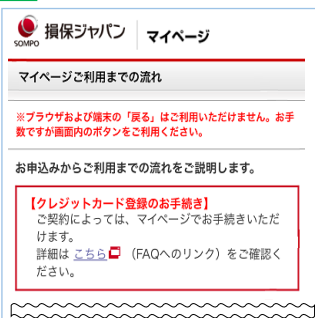 SOMPO 損保ジャパン マイページ
マイページご利用までの流れ
※ブラウザおよび端末の「戻る」はご利用いただけません。お手
数ですが画面内のボタンをご利用ください。
お申込みからご利用までの流れをご説明します。
【クレジットカード登録のお手続き】
ご契約によっては、マイページでお手続きいただ
けます。
詳細は こちら （FAQへのリンク）をご確認く
ださい。